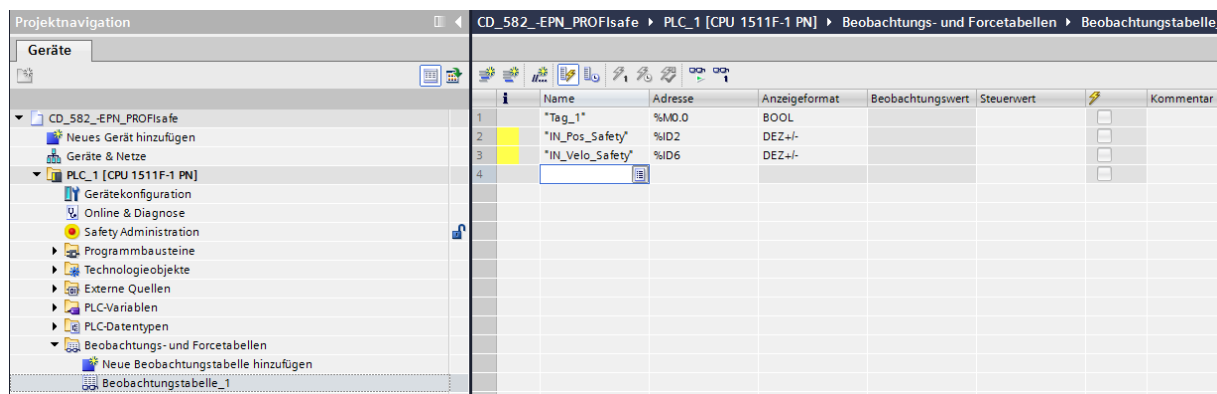 Projektnavigation
CD_582_-EPN_PROFIsafe ▸ PLC_1 [CPU 1511F-1 PN] ▸ Beobachtungs- und Forcetabellen ▸ Beobachtungstabelle_
Geräte
i Name Adresse Anzeigeformat Beobachtungswert Steuerwert Kommentar
1 "Tag_1" %M0.0 BOOL
2 "IN_Pos_Safety" %ID2 DEZ+/-
3 "IN_Velo_Safety" %ID6 DEZ+/-
4
CD_582_-EPN_PROFIsafe
Neues Gerät hinzufügen
Geräte & Netze
PLC_1 [CPU 1511F-1 PN]
Gerätekonfiguration
Online & Diagnose
Safety Administration
Programmbausteine
Technologieobjekte
Externe Quellen
PLC-Variablen
PLC-Datentypen
Beobachtungs- und Forcetabellen
Neue Beobachtungstabelle hinzufügen
Beobachtungstabelle_1